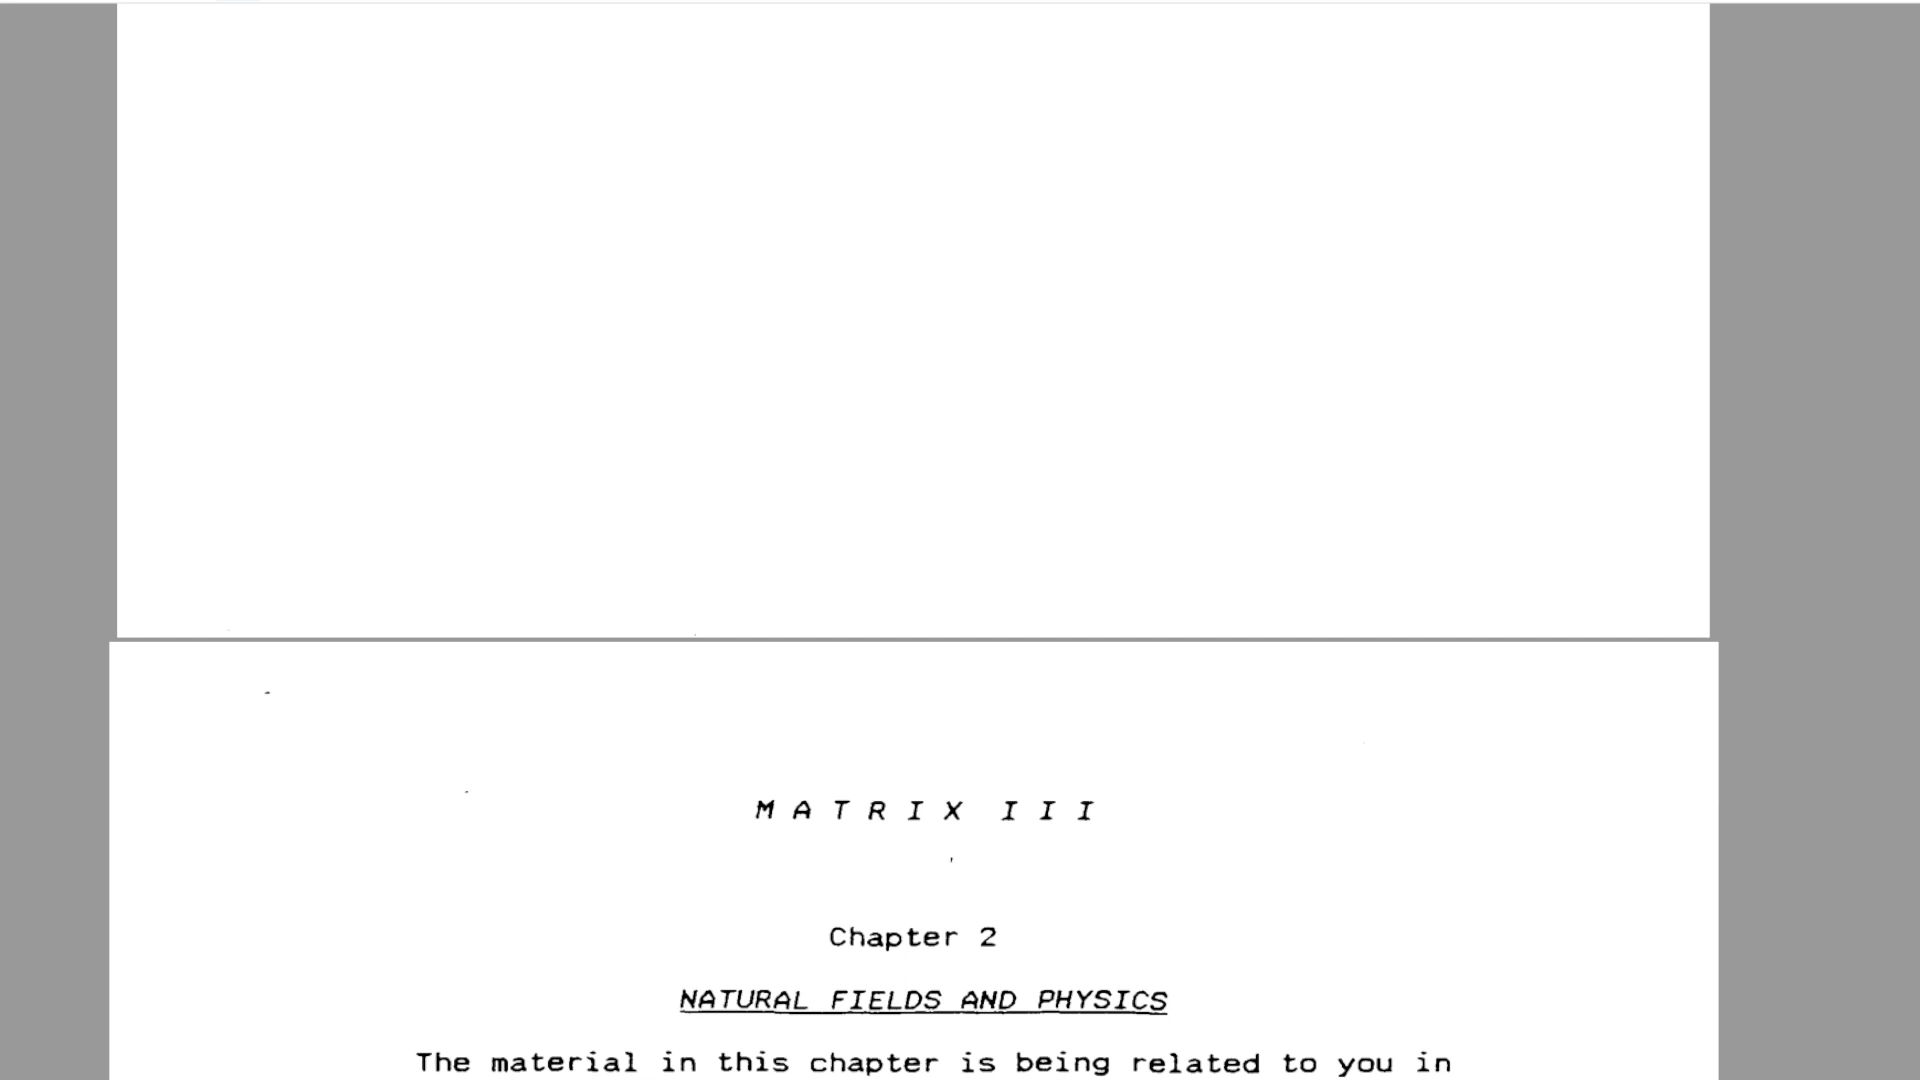 M A T R I X  I I I
Chapter 2
NATURAL FIELDS AND PHYSICS
The material in this chapter is being related to you in